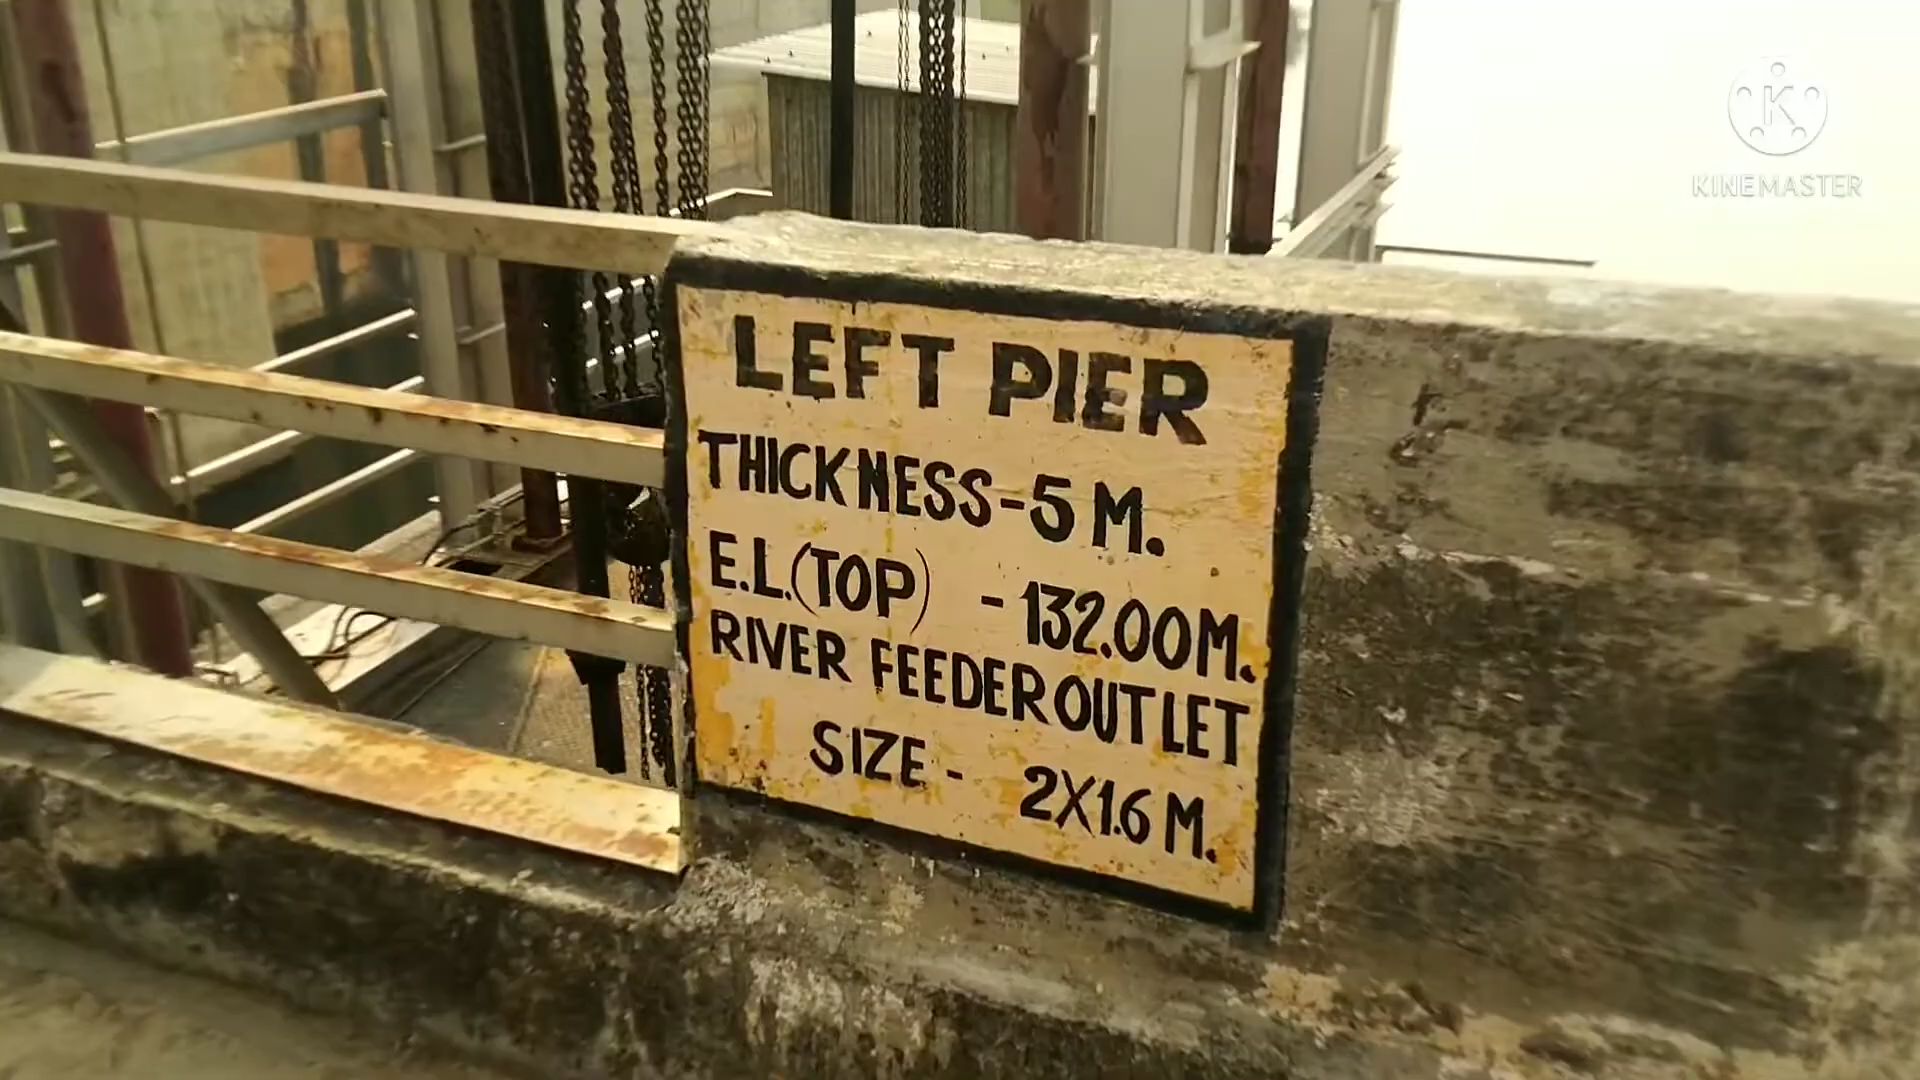 KINEMASTER
LEFT PIER
THICKNESS-5 M.
E.L.(TOP) - 132.00M.
RIVER FEEDER OUTLET
SIZE - 2X1.6 M.